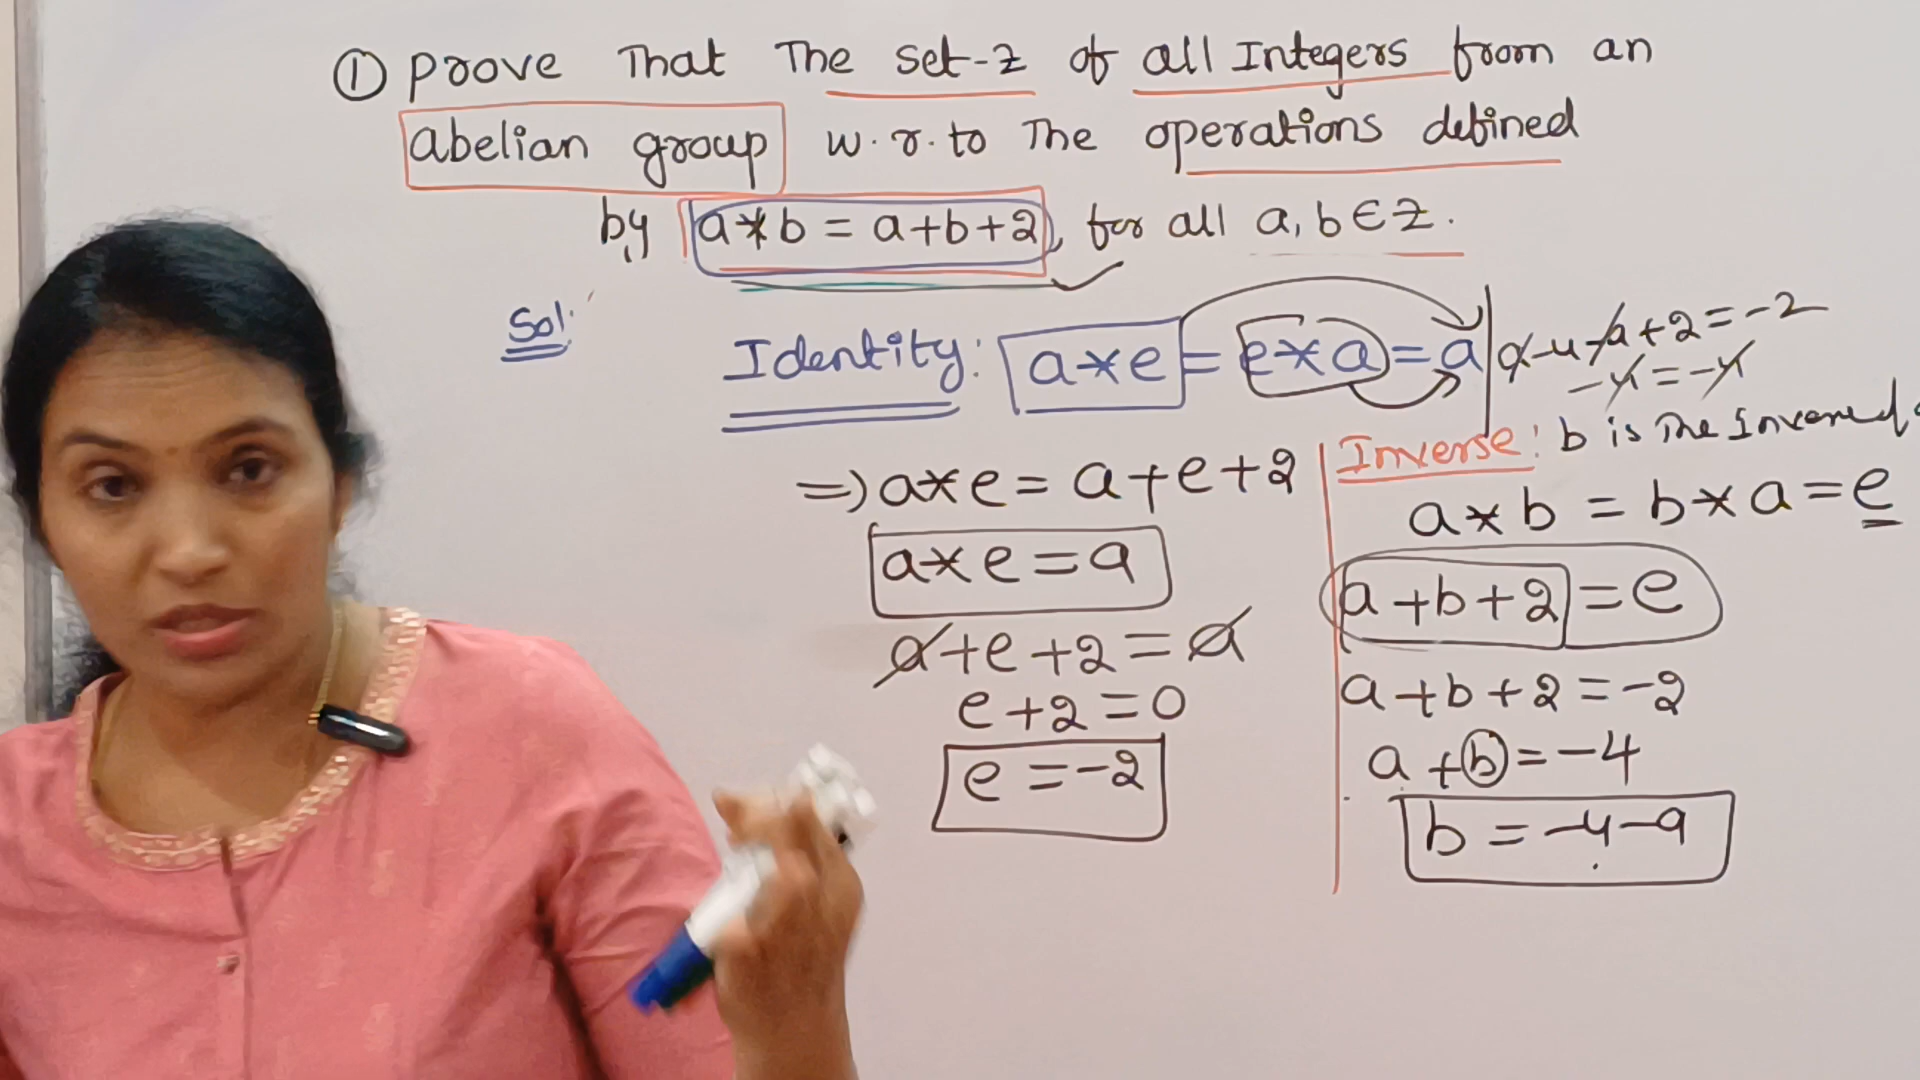 ① prove That The set-z of all Integers from an
abelian group w.r.to The operations defined
by a*b = a+b+2, for all a, b∈z.
Sol:
Identity: a*e = e*a = a
=) a*e = a+e+2
a*e = a
a+e+2 = a
e+2 = 0
e = -2
a-4-a+2 = -2
-4 = -4
Inverse: b is The Inverse of
a*b = b*a = e
a+b+2 = e
a+b+2 = -2
a+b = -4
b = -4-a